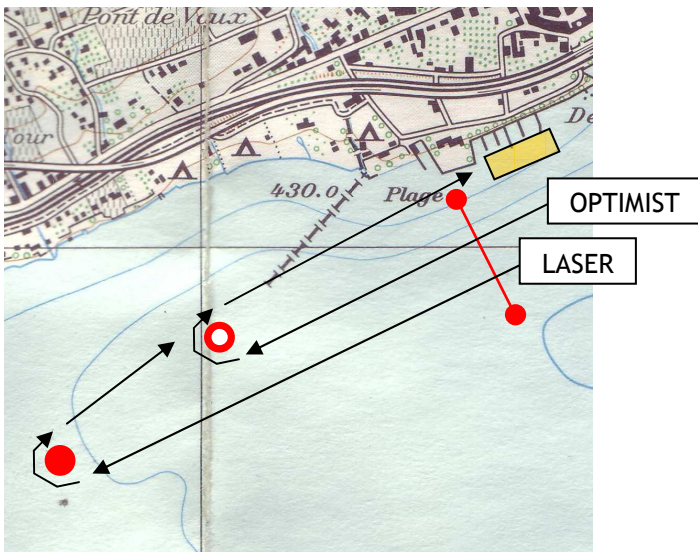 Pont de Vaux
Tour
De
430.0
Plage
OPTIMIST
LASER